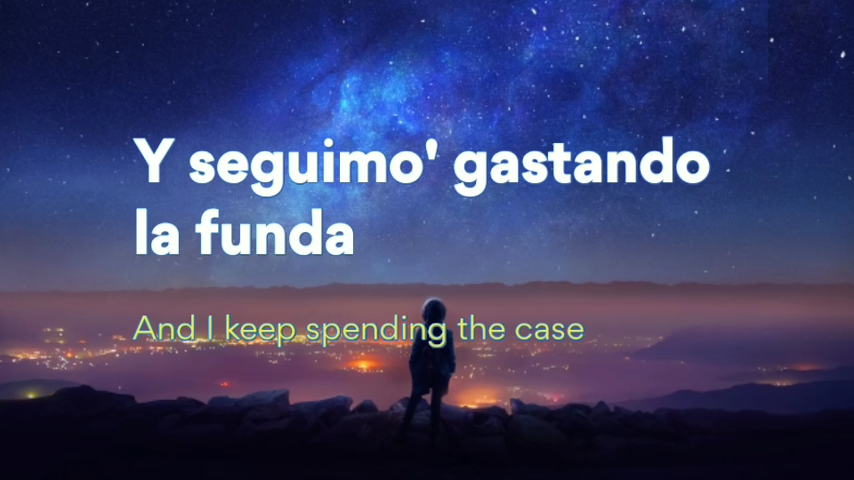 Y seguimo' gastando
la funda
And I keep spending the case